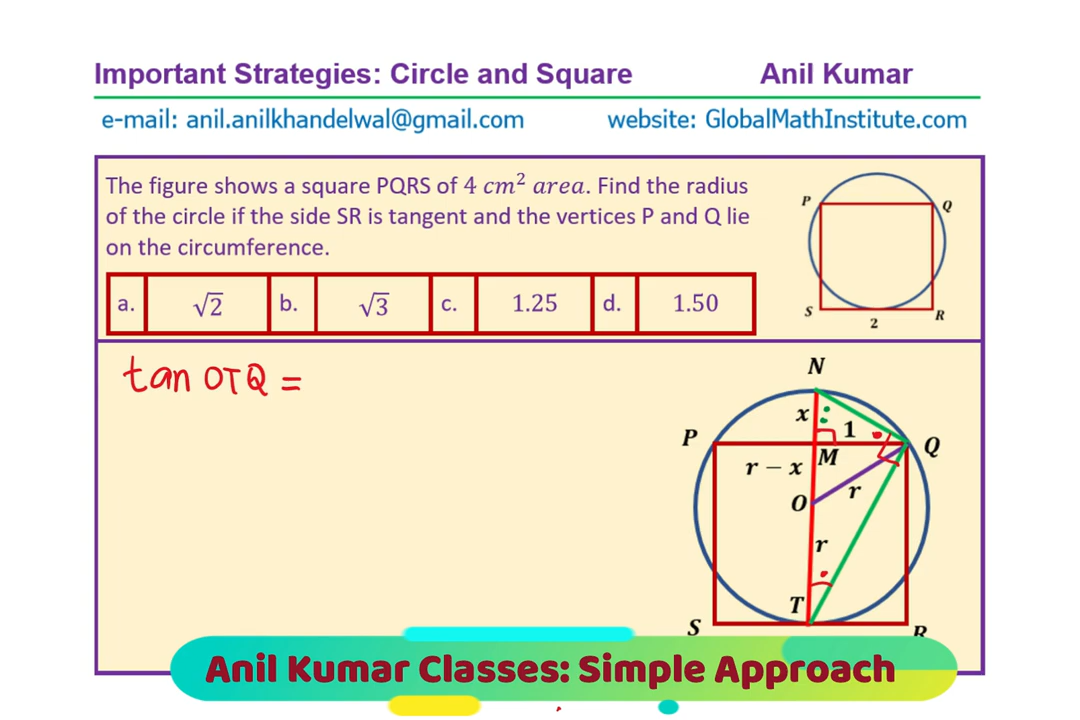 Important Strategies: Circle and Square
Anil Kumar
e-mail: anil.anilkhandelwal@gmail.com
website: GlobalMathInstitute.com
The figure shows a square PQRS of 4 cm² area. Find the radius
of the circle if the side SR is tangent and the vertices P and Q lie
on the circumference.
a. √2 b. √3 c. 1.25 d. 1.50
P
Q
S
R
2
tan OTQ =
N
x
1
P
Q
M
r − x
O
r
r
T
S
R
Anil Kumar Classes: Simple Approach